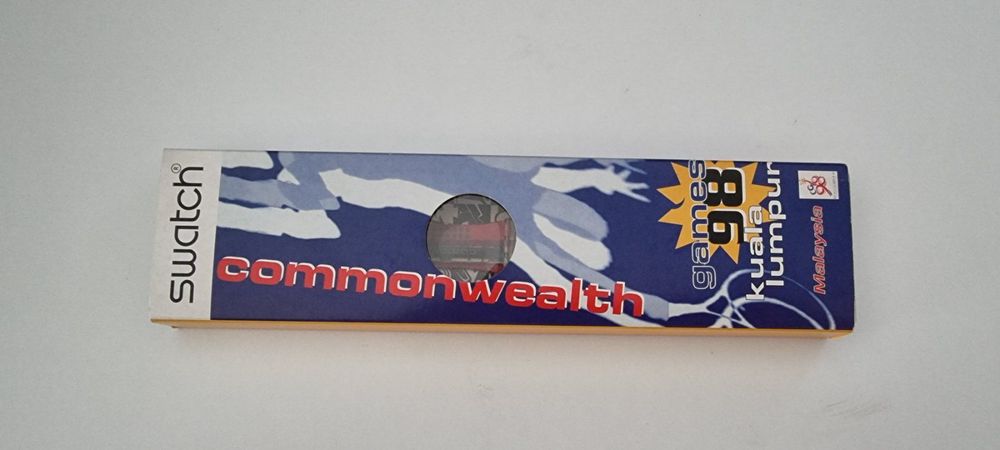 swatch®
commonwealth
games
98
kuala
lumpur
Malaysia